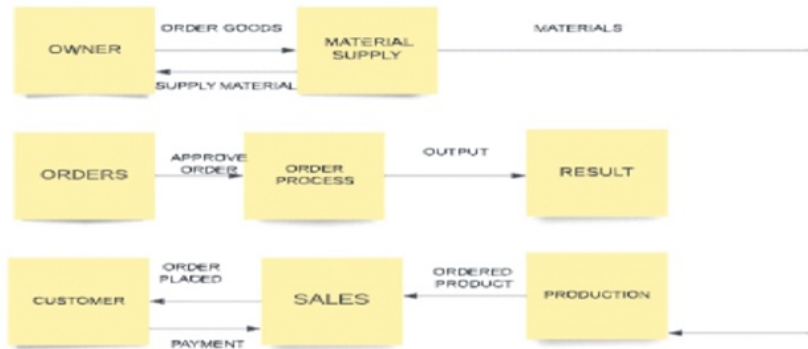 ORDER GOODS
MATERIALS
OWNER
MATERIAL
SUPPLY
SUPPLY MATERIAL
ORDERS
APPROVE
ORDER
ORDER
PROCESS
OUTPUT
RESULT
ORDER
PLADED
ORDERED
PRODUCT
CUSTOMER
SALES
PRODUCTION
PAYMENT